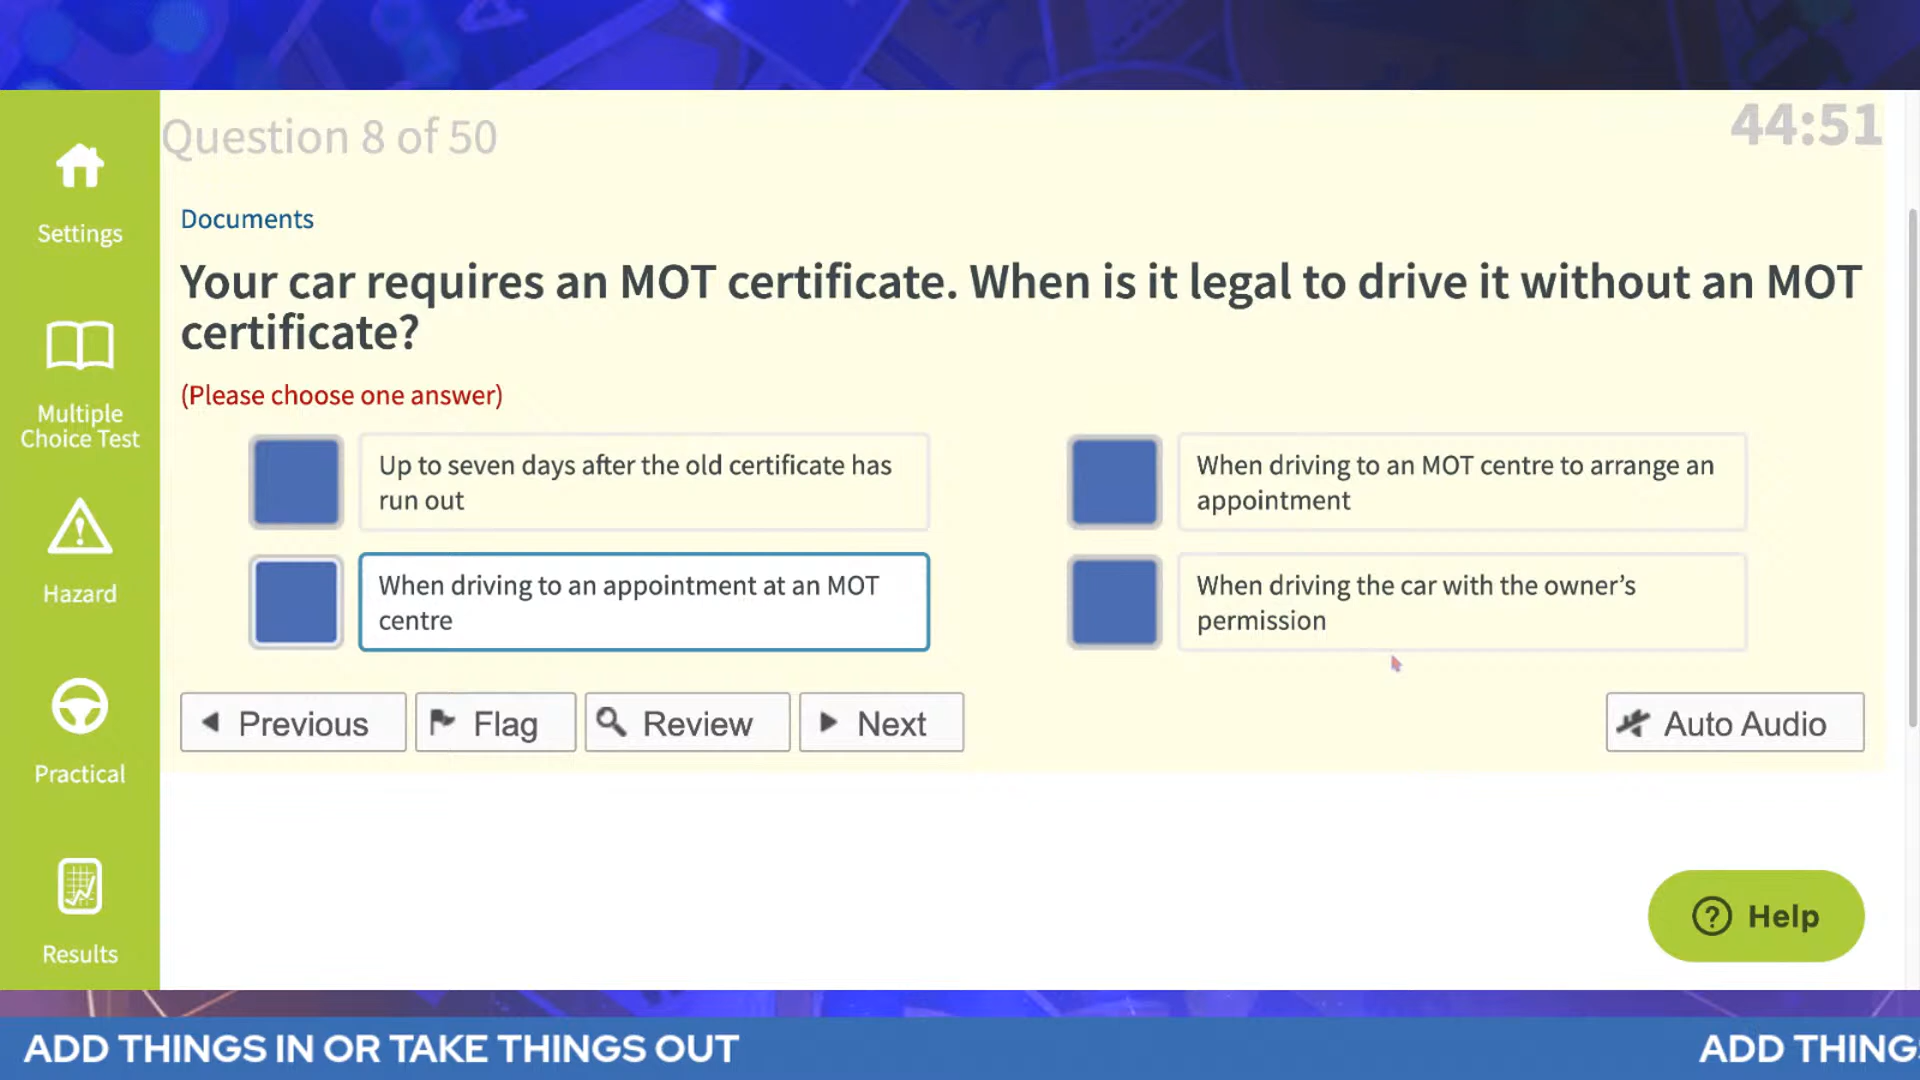 Question 8 of 50
44:51
Settings
Multiple
Choice Test
Hazard
Practical
Results
Documents
Your car requires an MOT certificate. When is it legal to drive it without an MOT
certificate?
(Please choose one answer)
Up to seven days after the old certificate has
run out
When driving to an MOT centre to arrange an
appointment
When driving to an appointment at an MOT
centre
When driving the car with the owner’s
permission
Previous
Flag
Review
Next
Auto Audio
Help
ADD THINGS IN OR TAKE THINGS OUT
ADD THINGS